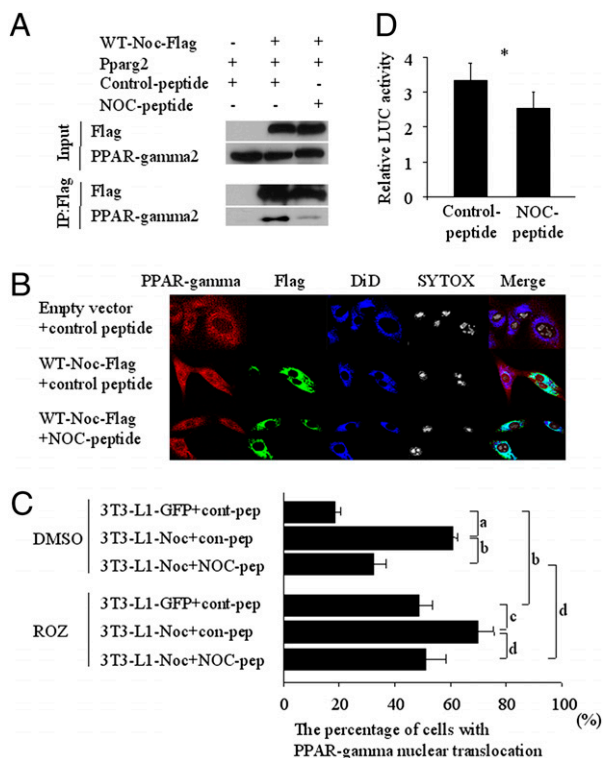 A
WT-Noc-Flag - + +
Pparg2 + + +
Control-peptide + + -
NOC-peptide - - +
Input
Flag
PPAR-gamma2
IP:Flag
Flag
PPAR-gamma2
D
Relative LUC activity
4
3
2
1
0
*
Control-peptide
NOC-peptide
B
PPAR-gamma Flag DiD SYTOX Merge
Empty vector
+control peptide
WT-Noc-Flag
+control peptide
WT-Noc-Flag
+NOC-peptide
C
DMSO
3T3-L1-GFP+cont-pep
3T3-L1-Noc+con-pep
3T3-L1-Noc+NOC-pep
ROZ
3T3-L1-GFP+cont-pep
3T3-L1-Noc+con-pep
3T3-L1-Noc+NOC-pep
a
b
b
d
c
d
0 20 40 60 80 100
(%)
The percentage of cells with
PPAR-gamma nuclear translocation